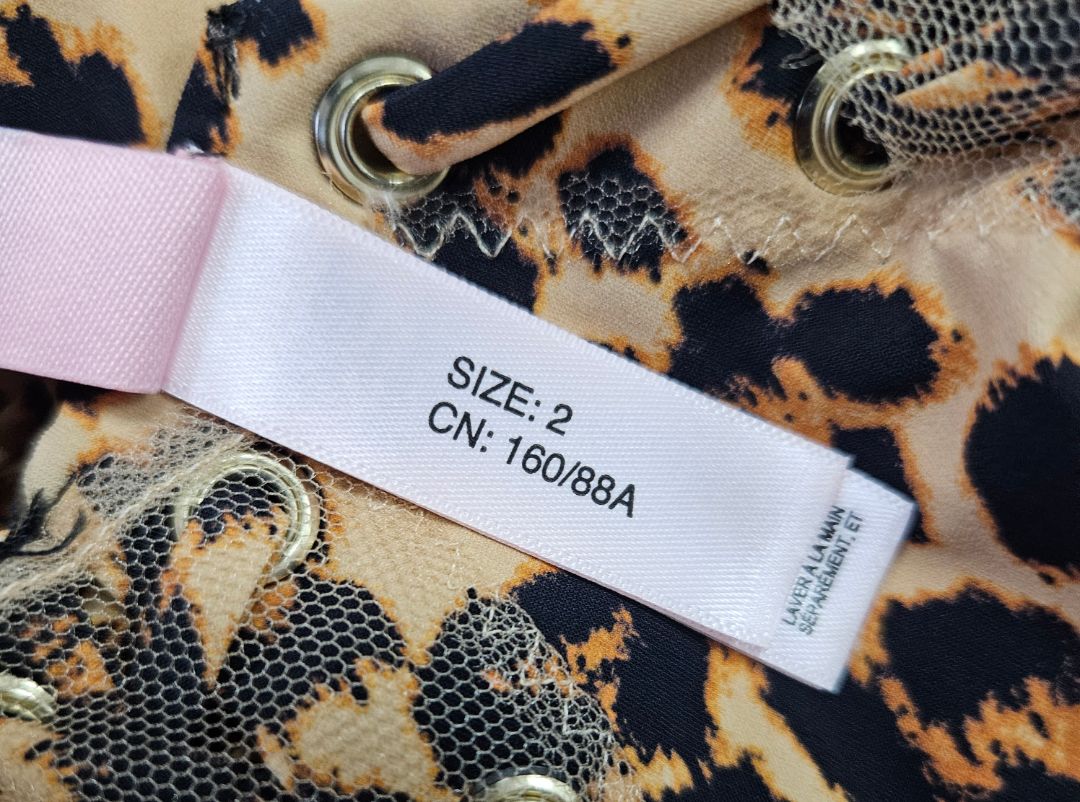 SIZE: 2
CN: 160/88A
LAVER À LA MAIN
SÉPARÉMENT, ET